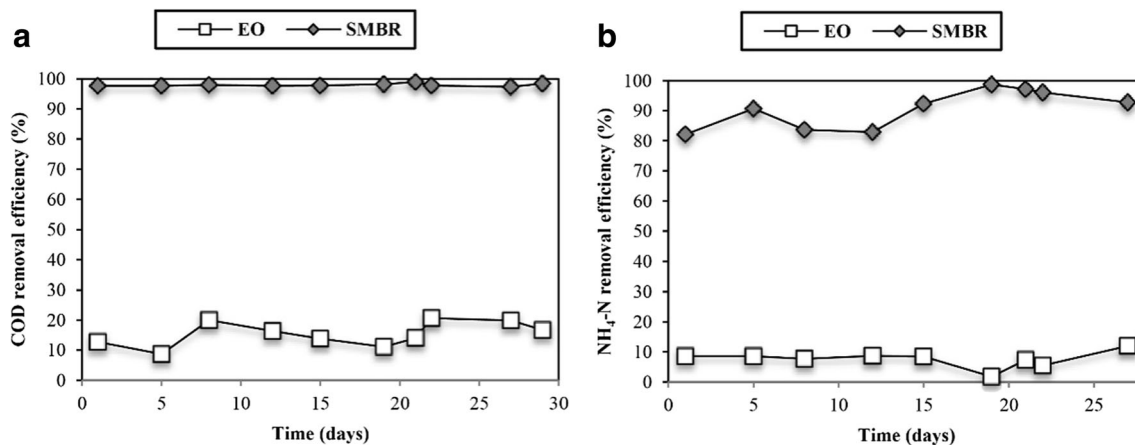 a
EO SMBR
COD removal efficiency (%)
100
90
80
70
60
50
40
30
20
10
0
0 5 10 15 20 25 30
Time (days)
b
EO SMBR
NH₄-N removal efficiency (%)
100
90
80
70
60
50
40
30
20
10
0
0 5 10 15 20 25
Time (days)